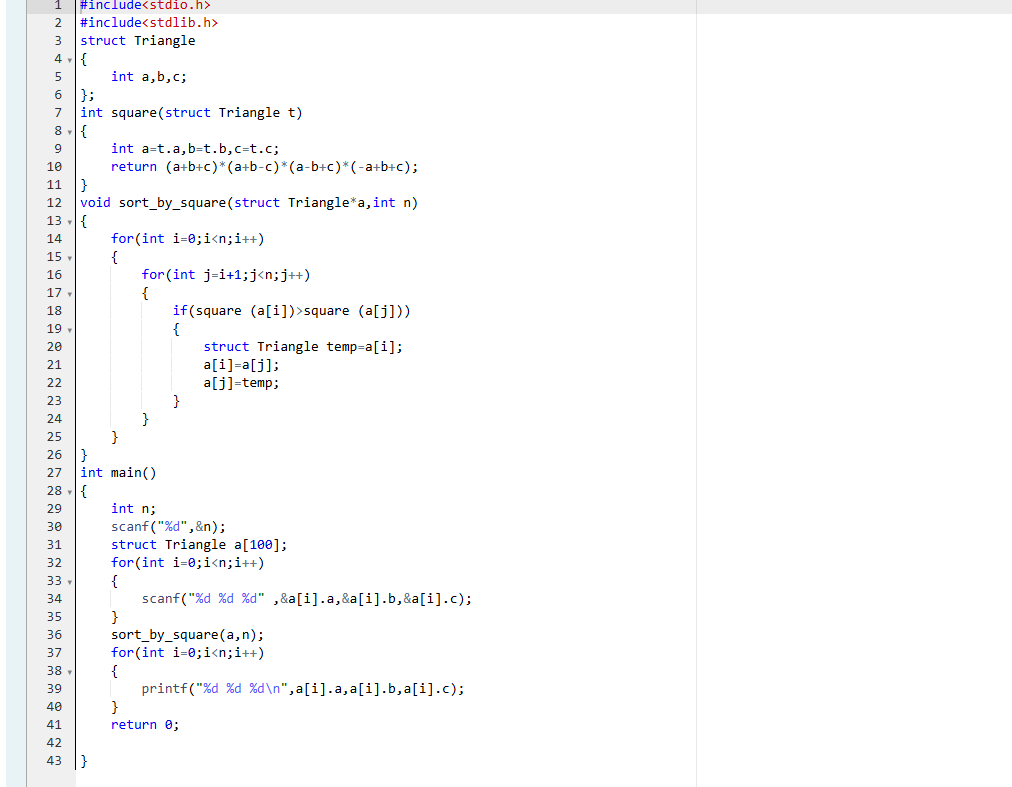 1 #include<stdio.h>
2 #include<stdlib.h>
3 struct Triangle
4 {
5     int a,b,c;
6 };
7 int square(struct Triangle t)
8 {
9     int a=t.a,b=t.b,c=t.c;
10     return (a+b+c)*(a+b-c)*(a-b+c)*(-a+b+c);
11 }
12 void sort_by_square(struct Triangle*a,int n)
13 {
14     for(int i=0;i<n;i++)
15     {
16         for(int j=i+1;j<n;j++)
17         {
18             if(square (a[i])>square (a[j]))
19             {
20                 struct Triangle temp=a[i];
21                 a[i]=a[j];
22                 a[j]=temp;
23             }
24         }
25     }
26 }
27 int main()
28 {
29     int n;
30     scanf("%d",&n);
31     struct Triangle a[100];
32     for(int i=0;i<n;i++)
33     {
34         scanf("%d %d %d" ,&a[i].a,&a[i].b,&a[i].c);
35     }
36     sort_by_square(a,n);
37     for(int i=0;i<n;i++)
38     {
39         printf("%d %d %d\n",a[i].a,a[i].b,a[i].c);
40     }
41     return 0;
42
43 }